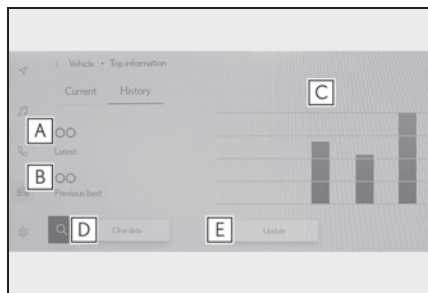 < Vehicle • Trip information
Current History
C
A
OO
Latest
B
OO
Previous best
D Clear data E Update